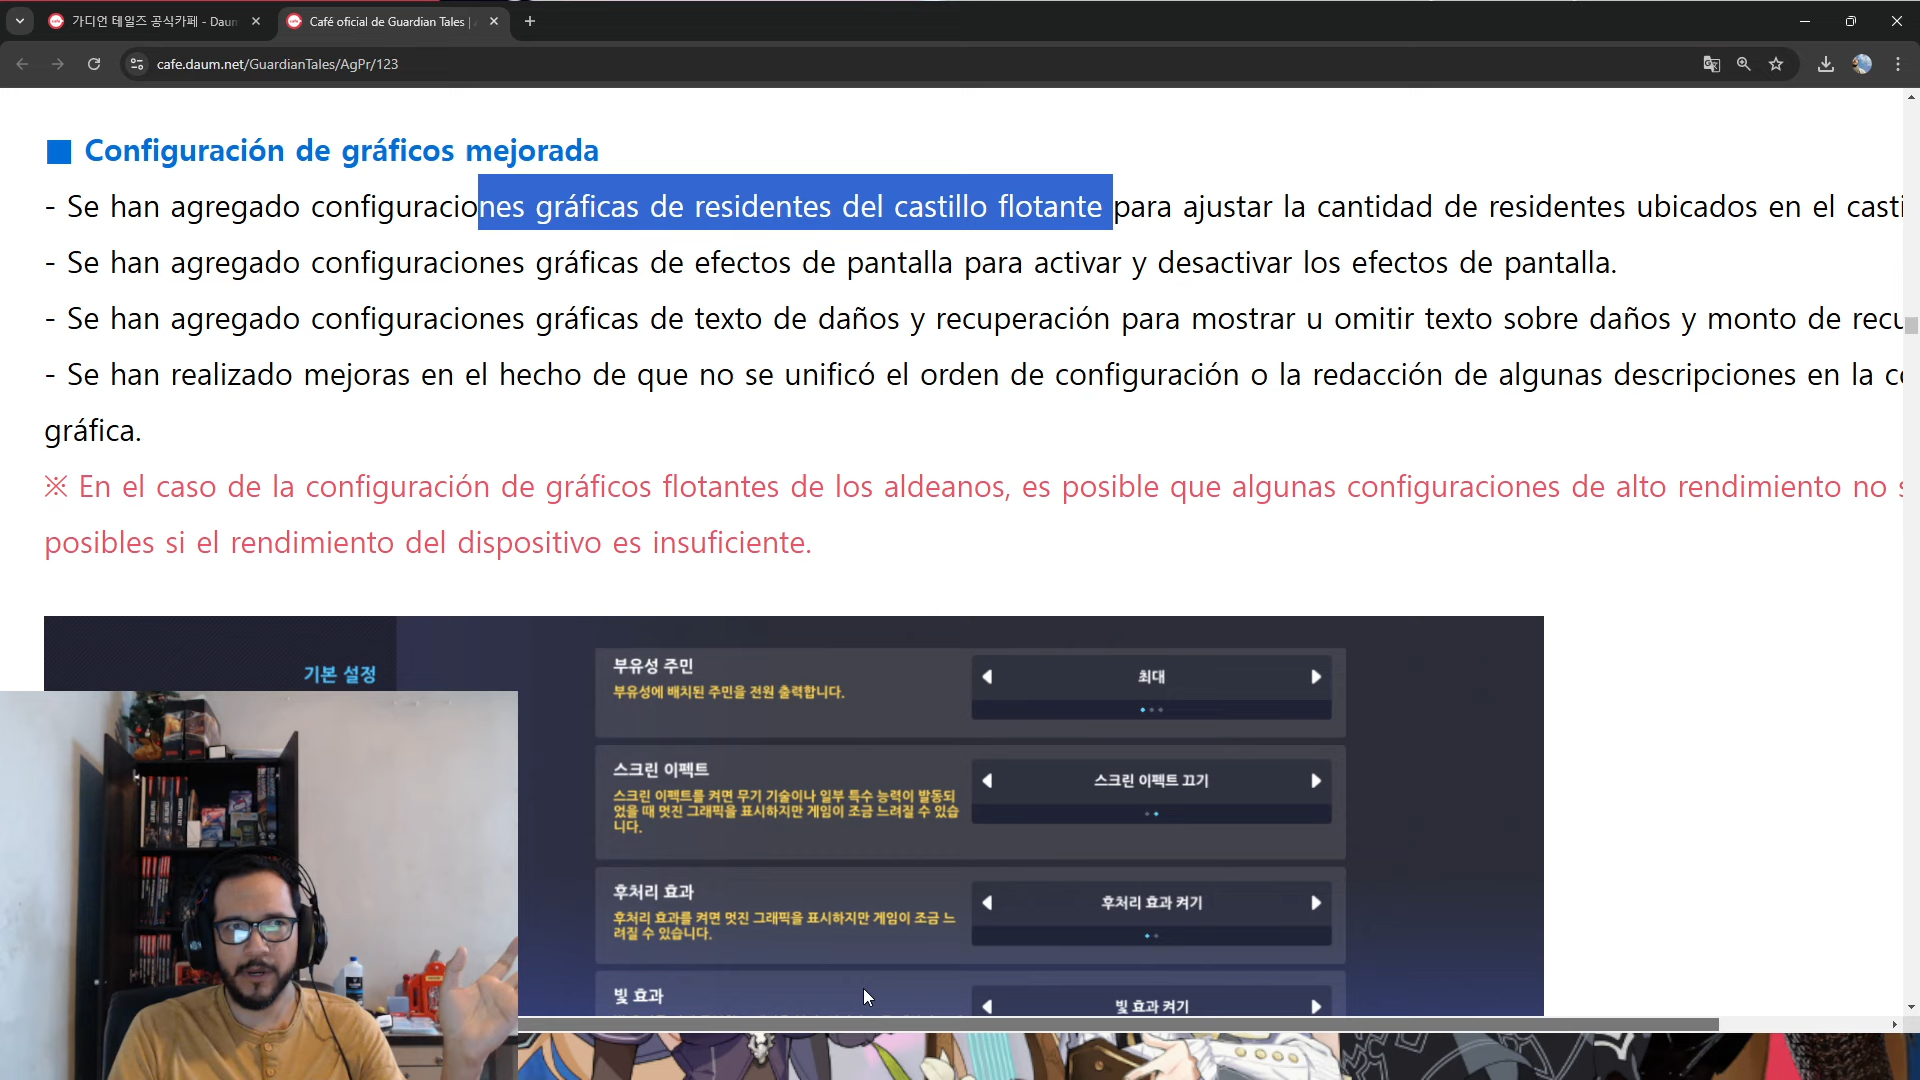 가디언 테일즈 공식카페 - Daum
Café oficial de Guardian Tales |
cafe.daum.net/GuardianTales/AgPr/123
■ Configuración de gráficos mejorada
- Se han agregado configuraciones gráficas de residentes del castillo flotante para ajustar la cantidad de residentes ubicados en el casti
- Se han agregado configuraciones gráficas de efectos de pantalla para activar y desactivar los efectos de pantalla.
- Se han agregado configuraciones gráficas de texto de daños y recuperación para mostrar u omitir texto sobre daños y monto de recu
- Se han realizado mejoras en el hecho de que no se unificó el orden de configuración o la redacción de algunas descripciones en la c
gráfica.
※ En el caso de la configuración de gráficos flotantes de los aldeanos, es posible que algunas configuraciones de alto rendimiento no s
posibles si el rendimiento del dispositivo es insuficiente.
기본 설정
부유성 주민
부유성에 배치된 주민을 전원 출력합니다.
최대
스크린 이펙트
스크린 이펙트를 켜면 무기 기술이나 일부 특수 능력이 발동되
었을 때 멋진 그래픽을 표시하지만 게임이 조금 느려질 수 있습
니다.
스크린 이펙트 끄기
후처리 효과
후처리 효과를 켜면 멋진 그래픽을 표시하지만 게임이 조금 느
려질 수 있습니다.
후처리 효과 켜기
빛 효과
빛 효과 켜기